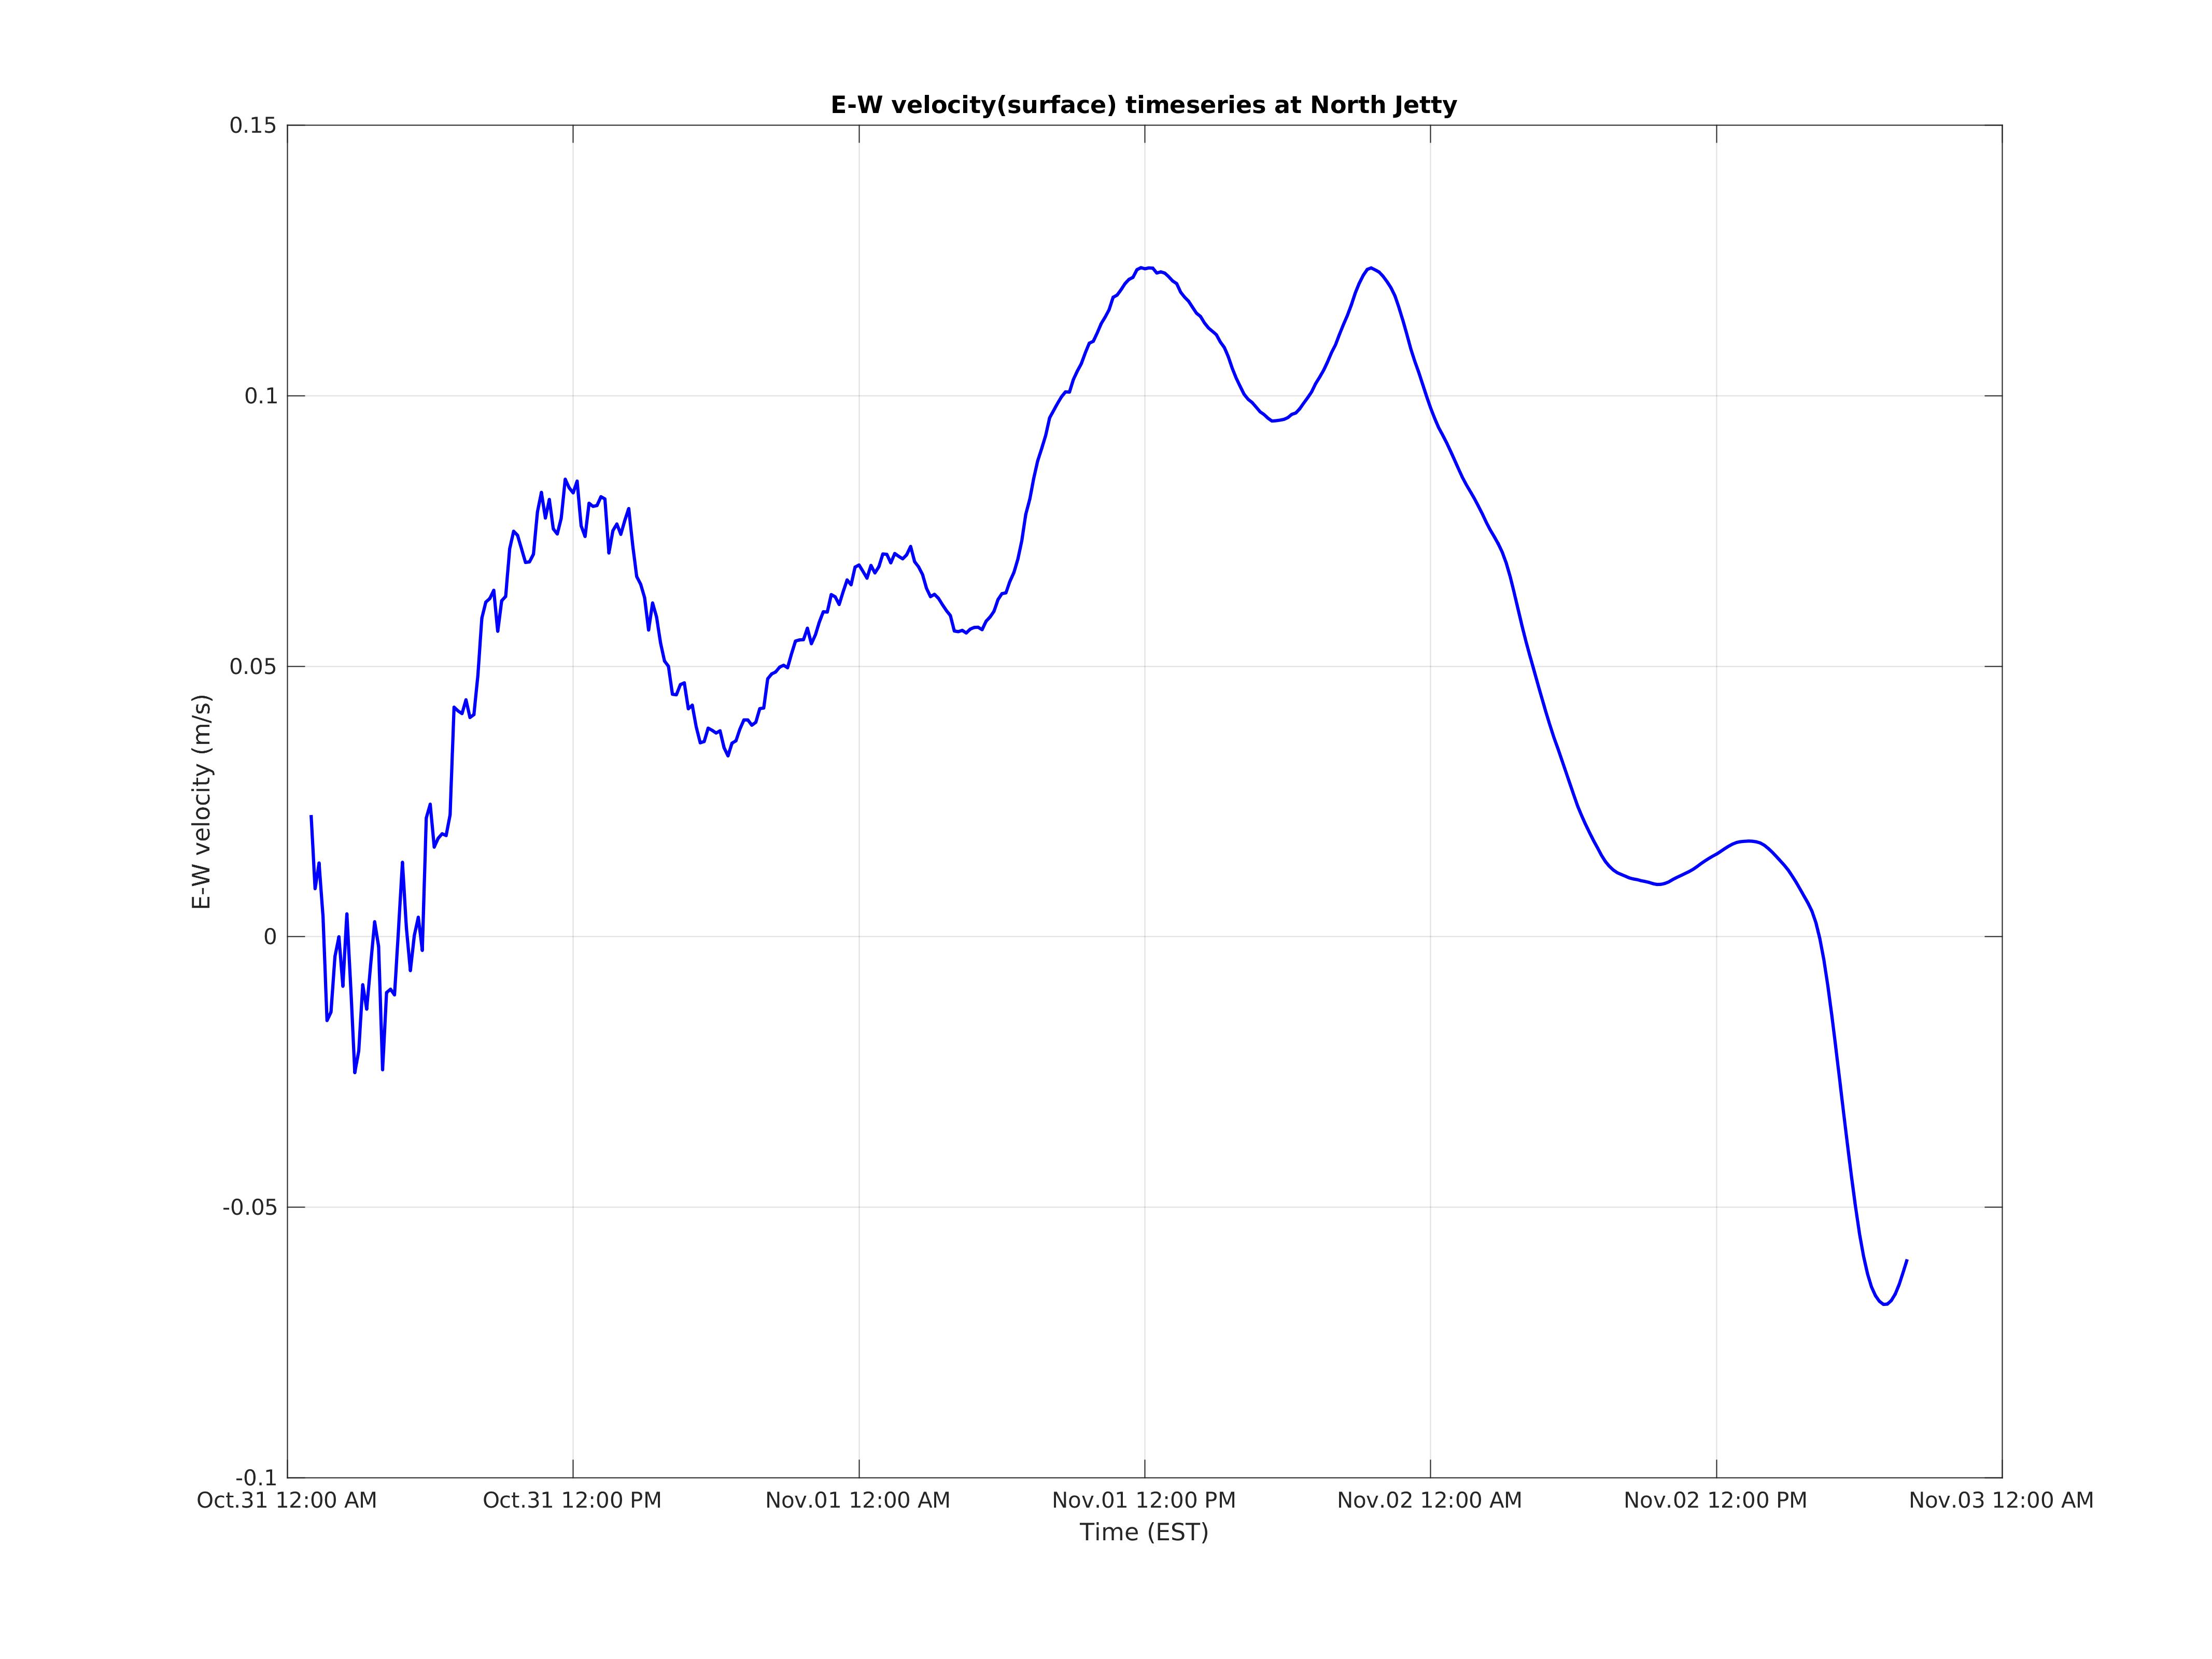 E-W velocity(surface) timeseries at North Jetty
0.15
0.1
0.05
0
-0.05
-0.1
E-W velocity (m/s)
Oct.31 12:00 AM
Oct.31 12:00 PM
Nov.01 12:00 AM
Nov.01 12:00 PM
Nov.02 12:00 AM
Nov.02 12:00 PM
Nov.03 12:00 AM
Time (EST)